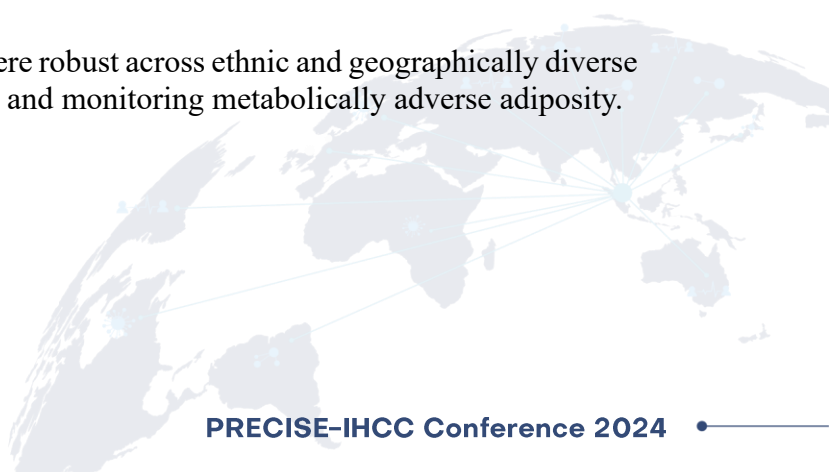 ere robust across ethnic and geographically diverse
and monitoring metabolically adverse adiposity.
PRECISE–IHCC Conference 2024